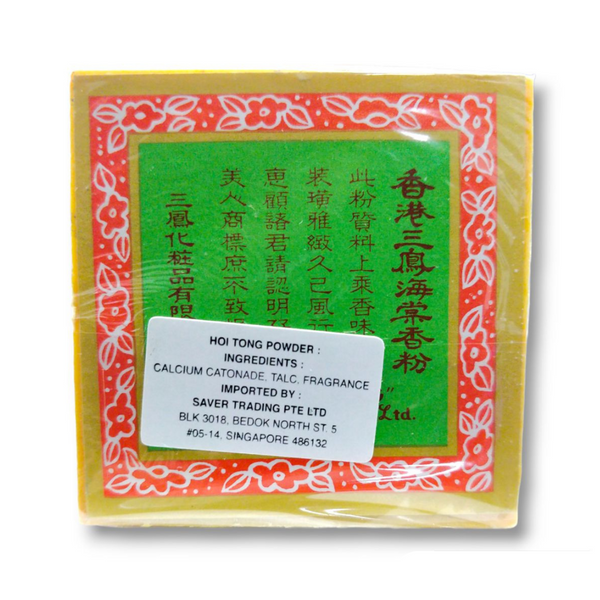 香港三鳳海棠香粉
此粉質料上乘香味
裝璜雅緻久已風行
惠顧諸君請認明
美人商標庶不致
三鳳化粧品有限
Ltd.
HOI TONG POWDER :
INGREDIENTS :
CALCIUM CATONADE, TALC, FRAGRANCE
IMPORTED BY :
SAVER TRADING PTE LTD
BLK 3018, BEDOK NORTH ST. 5
#05-14, SINGAPORE 486132